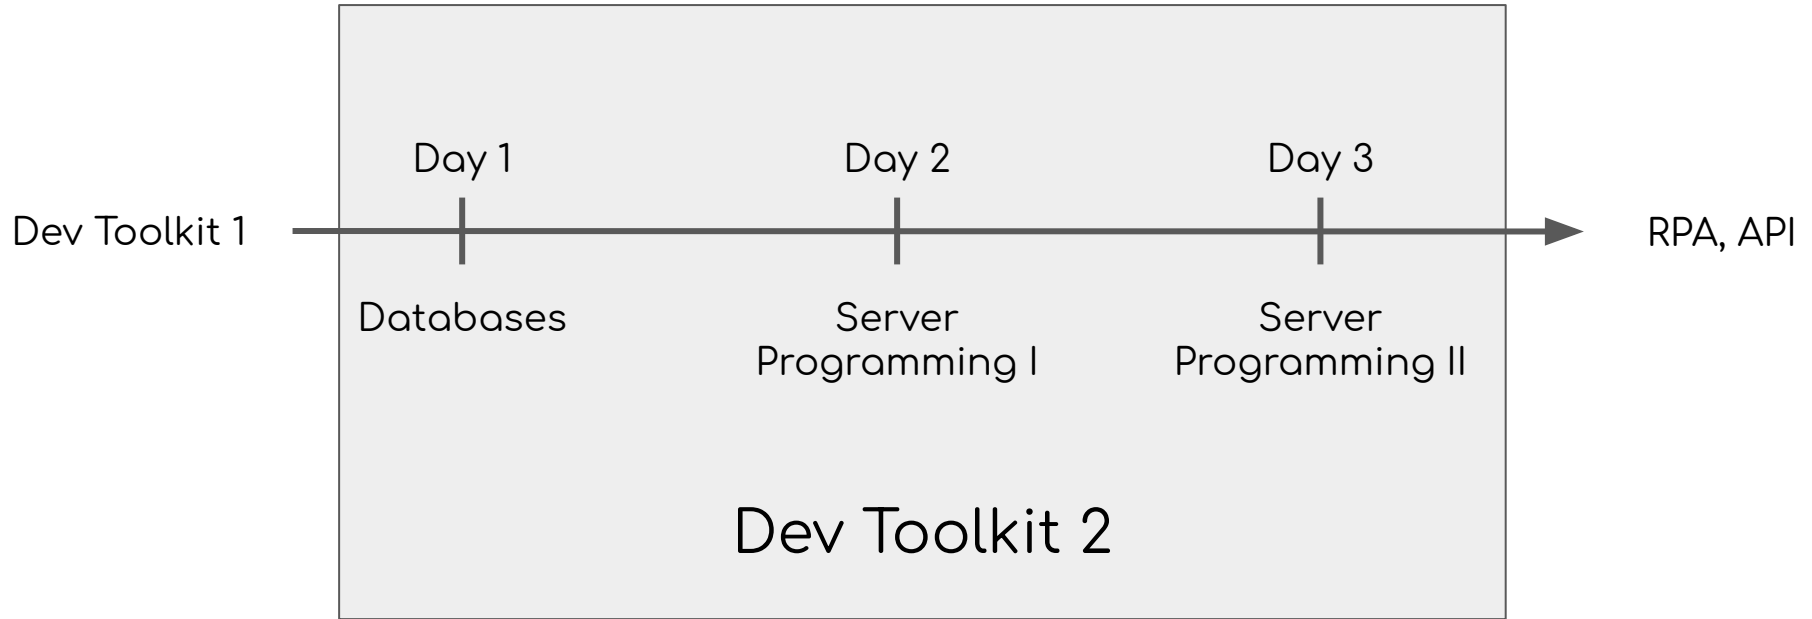 Day 1
Day 2
Day 3
Dev Toolkit 1
RPA, API
Databases
Server
Programming I
Server
Programming II
Dev Toolkit 2